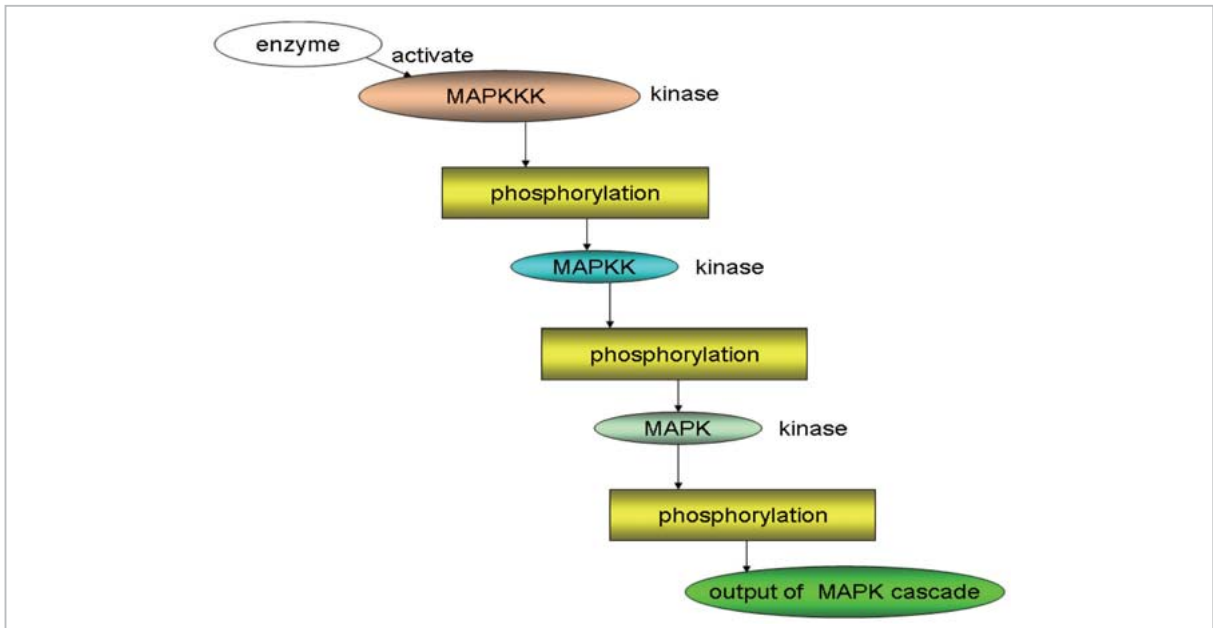 enzyme
activate
MAPKKK
kinase
phosphorylation
MAPKK
kinase
phosphorylation
MAPK
kinase
phosphorylation
output of MAPK cascade